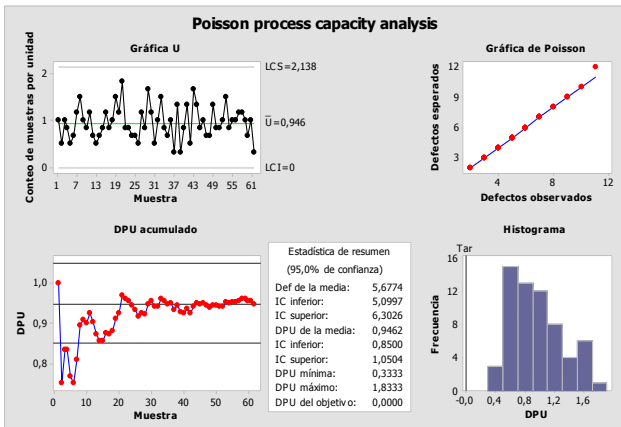 Poisson process capacity analysis
Gráfica U
Conteo de muestras por unidad
2
1
0
LCS=2,138
U̅=0,946
LCI=0
1 7 13 19 25 31 37 43 49 55 61
Muestra
Gráfica de Poisson
Defectos esperados
12
9
6
3
4 8 12
Defectos observados
DPU acumulado
DPU
1,0
0,9
0,8
0 10 20 30 40 50 60
Muestra
Estadística de resumen
(95,0% de confianza)
Def de la media: 5,6774
IC inferior: 5,0997
IC superior: 6,3026
DPU de la media: 0,9462
IC inferior: 0,8500
IC superior: 1,0504
DPU mínima: 0,3333
DPU máximo: 1,8333
DPU del objetivo: 0,0000
Histograma
Tar
Frecuencia
16
12
8
4
0
-0,0 0,4 0,8 1,2 1,6
DPU